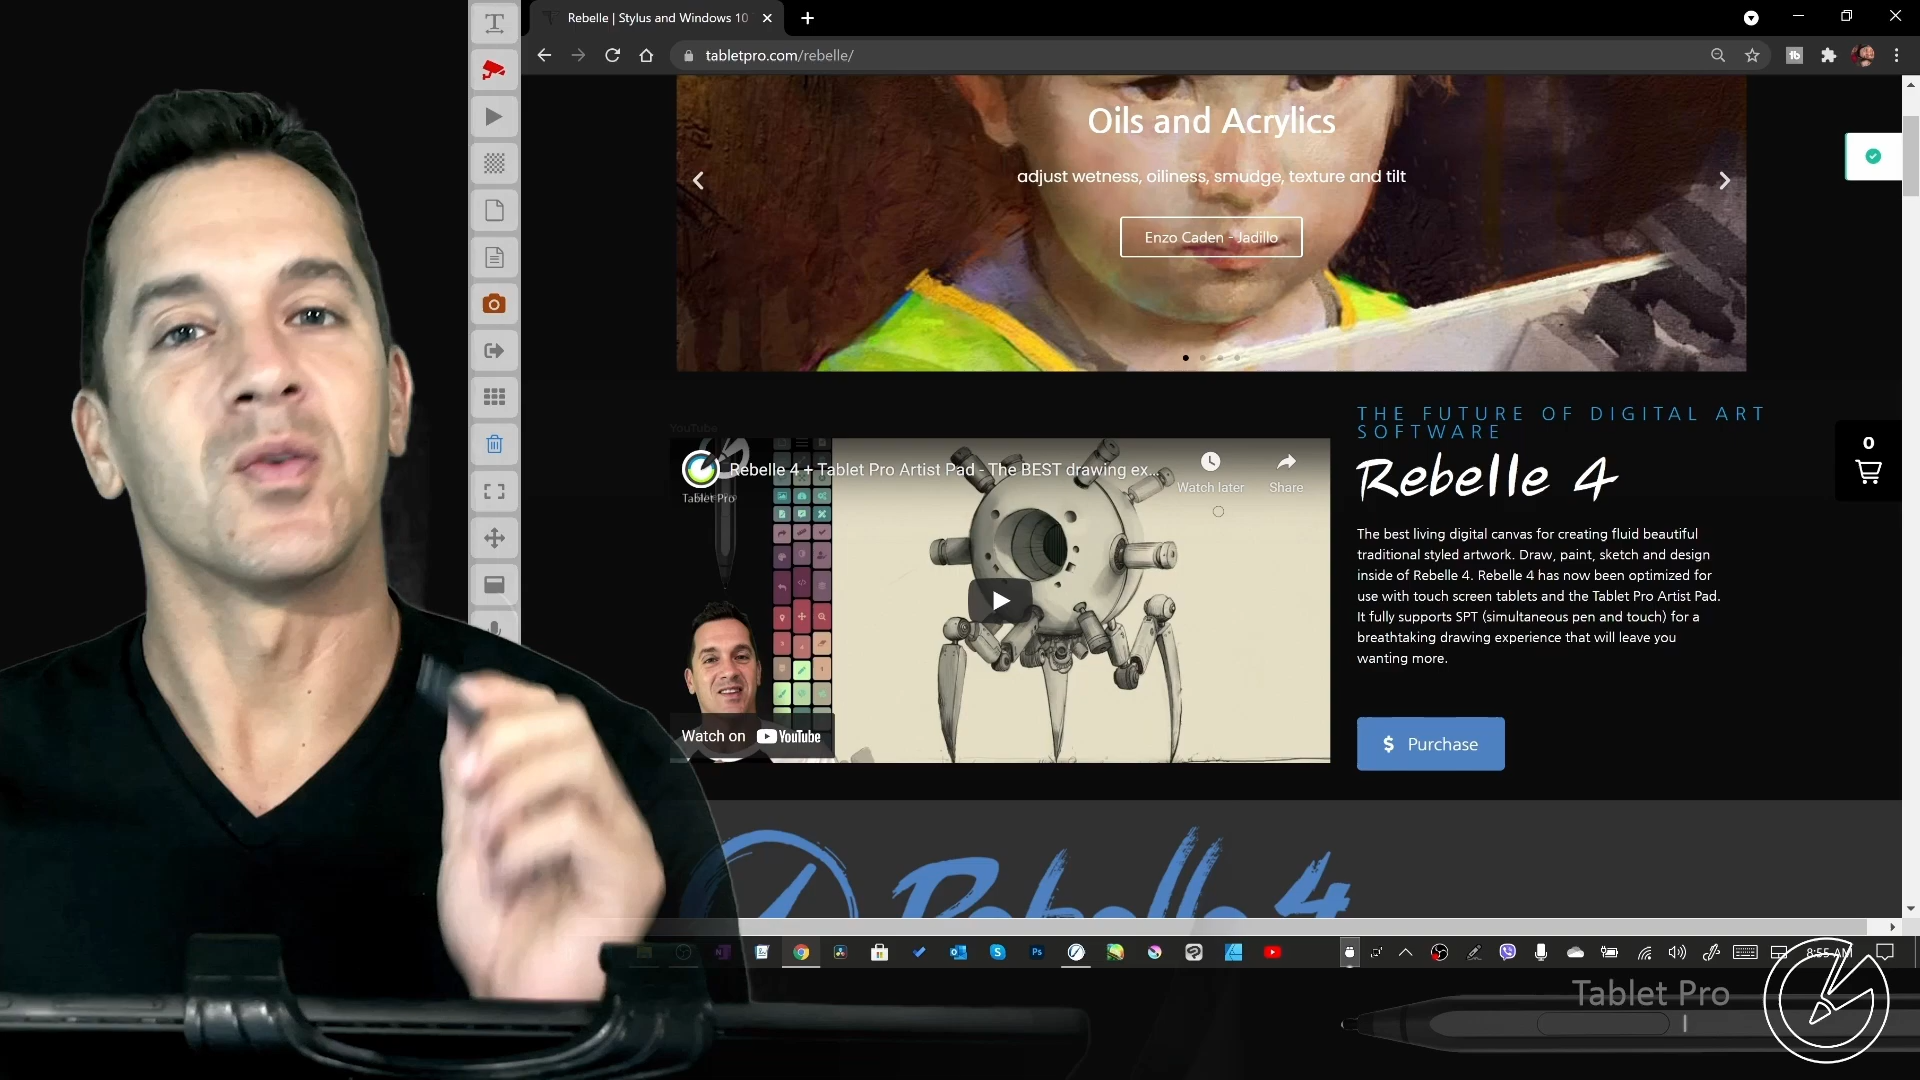 Rebelle | Stylus and Windows 10
tabletpro.com/rebelle/
Oils and Acrylics
adjust wetness, oiliness, smudge, texture and tilt
Enzo Caden - Jadillo
YouTube
Rebelle 4 + Tablet Pro Artist Pad - The BEST drawing ex...
Tablet Pro
Watch later
Share
Watch on YouTube
THE FUTURE OF DIGITAL ART
SOFTWARE
Rebelle 4
The best living digital canvas for creating fluid beautiful
traditional styled artwork. Draw, paint, sketch and design
inside of Rebelle 4. Rebelle 4 has now been optimized for
use with touch screen tablets and the Tablet Pro Artist Pad.
It fully supports SPT (simultaneous pen and touch) for a
breathtaking drawing experience that will leave you
wanting more.
$ Purchase
0
Rebelle 4
8:55 AM
Tablet Pro